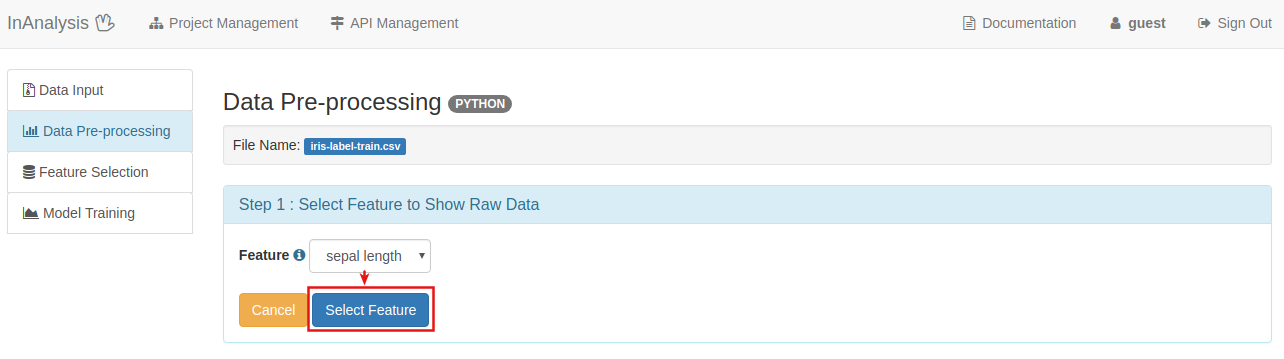 InAnalysis Project Management API Management Documentation guest Sign Out
Data Input
Data Pre-processing
Feature Selection
Model Training
Data Pre-processing PYTHON
File Name: iris-label-train.csv
Step 1 : Select Feature to Show Raw Data
Feature sepal length
Cancel Select Feature